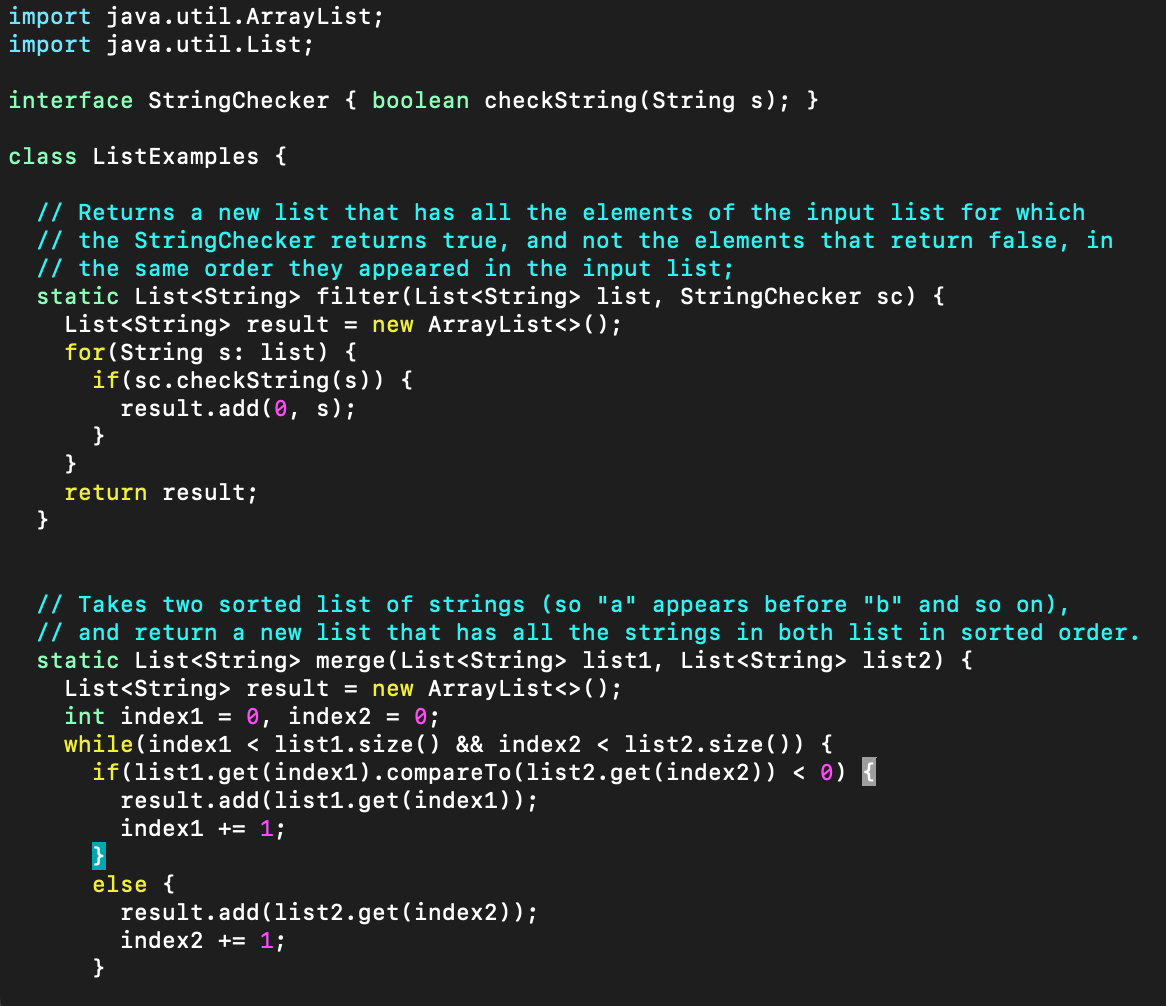 import java.util.ArrayList;
import java.util.List;

interface StringChecker { boolean checkString(String s); }

class ListExamples {

  // Returns a new list that has all the elements of the input list for which
  // the StringChecker returns true, and not the elements that return false, in
  // the same order they appeared in the input list;
  static List<String> filter(List<String> list, StringChecker sc) {
    List<String> result = new ArrayList<>();
    for(String s: list) {
      if(sc.checkString(s)) {
        result.add(0, s);
      }
    }
    return result;
  }


  // Takes two sorted list of strings (so "a" appears before "b" and so on),
  // and return a new list that has all the strings in both list in sorted order.
  static List<String> merge(List<String> list1, List<String> list2) {
    List<String> result = new ArrayList<>();
    int index1 = 0, index2 = 0;
    while(index1 < list1.size() && index2 < list2.size()) {
      if(list1.get(index1).compareTo(list2.get(index2)) < 0) {
        result.add(list1.get(index1));
        index1 += 1;
      }
      else {
        result.add(list2.get(index2));
        index2 += 1;
      }